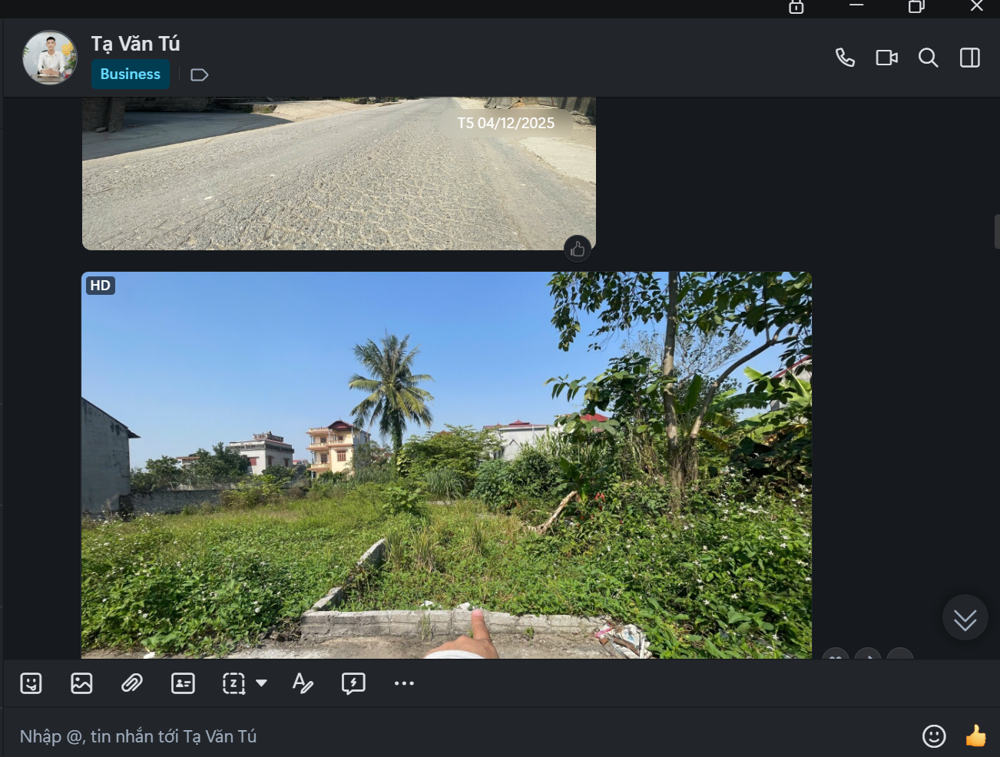 Tạ Văn Tú
Business
T5 04/12/2025
HD
Nhập @, tin nhắn tới Tạ Văn Tú